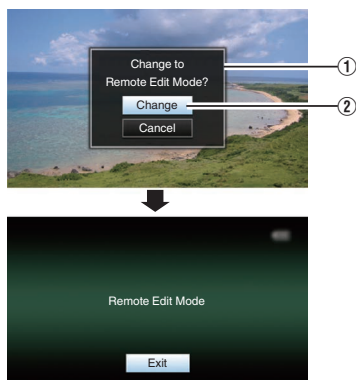 Change to
Remote Edit Mode?
①
Change
②
Cancel
Remote Edit Mode
Exit